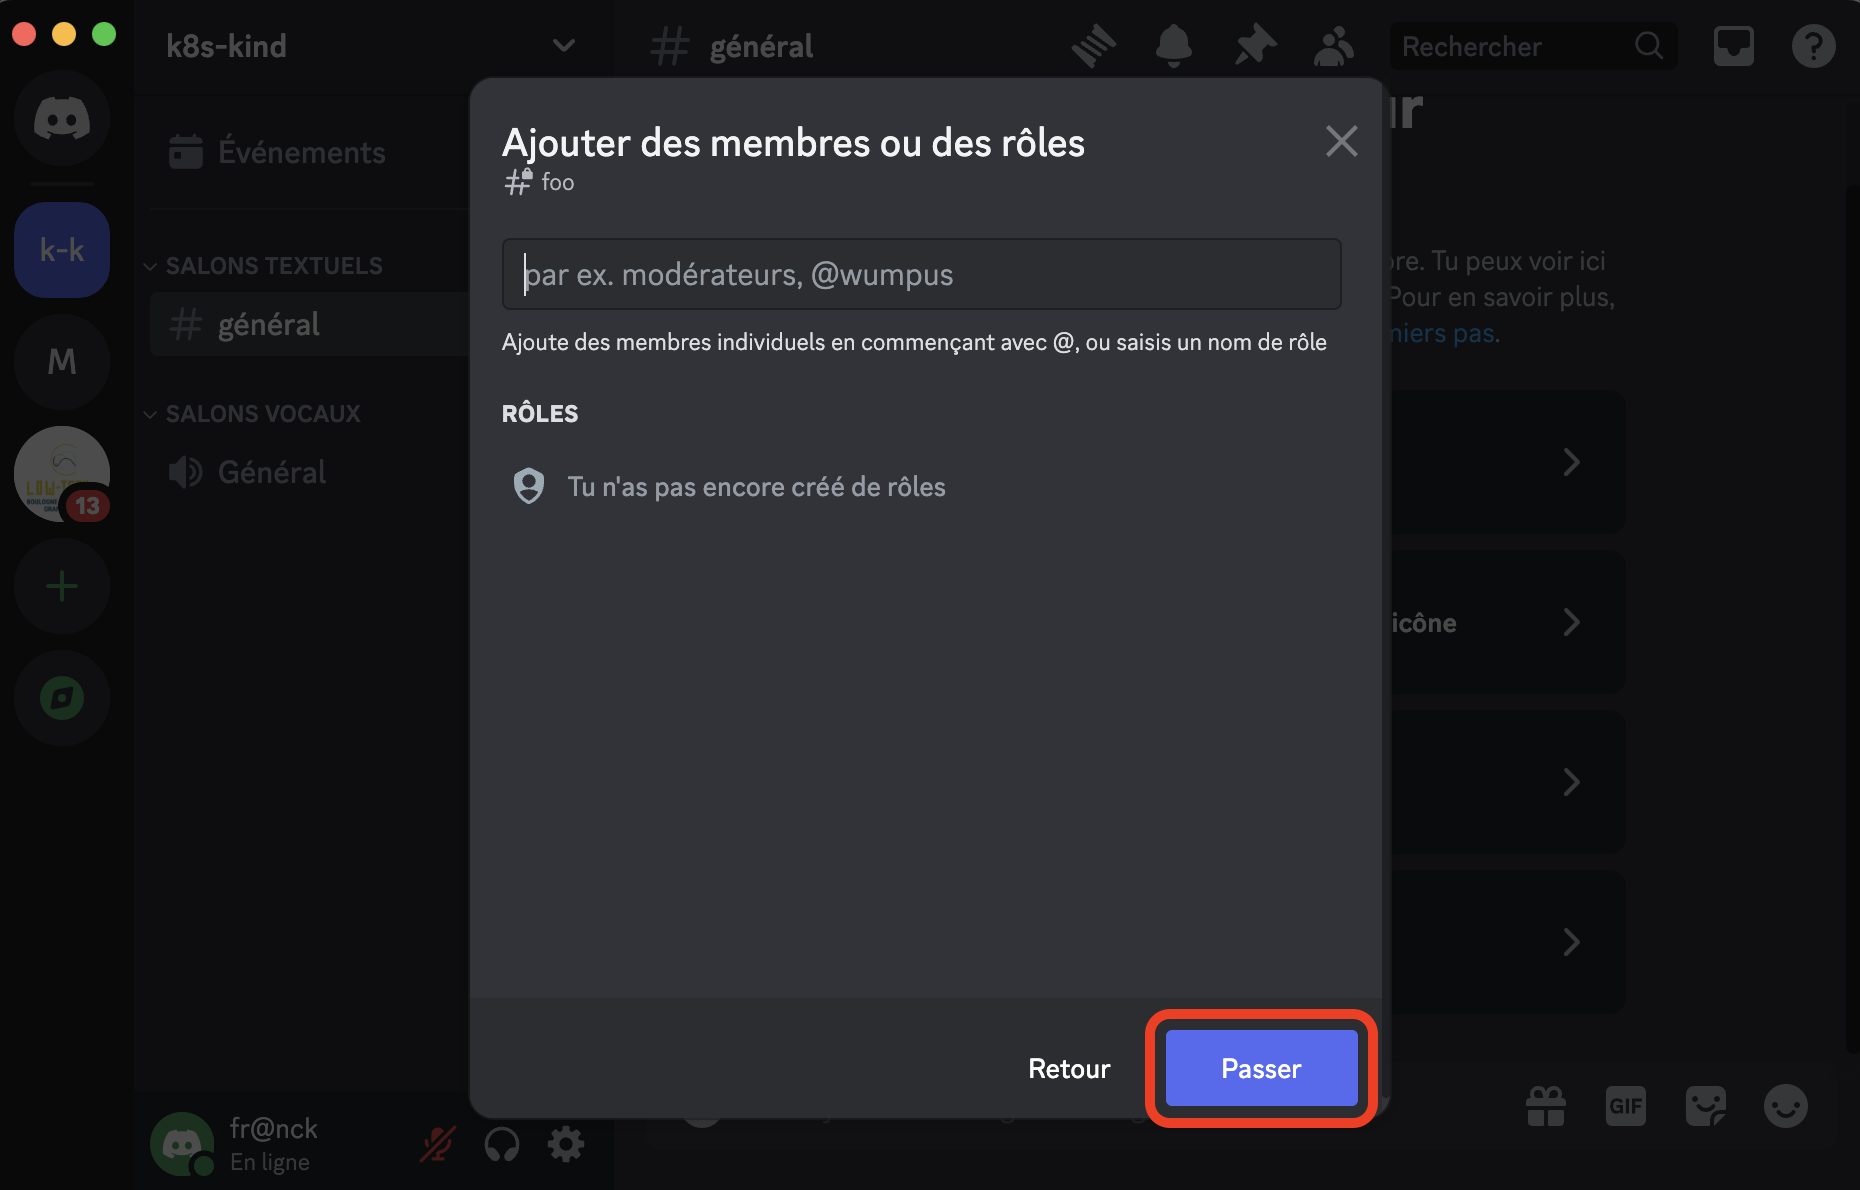 k8s-kind
général
Rechercher
Événements
k-k
SALONS TEXTUELS
général
M
SALONS VOCAUX
Général
LOW-TECH
13
Ajouter des membres ou des rôles
foo
par ex. modérateurs, @wumpus
Ajoute des membres individuels en commençant avec @, ou saisis un nom de rôle
RÔLES
Tu n'as pas encore créé de rôles
Retour
Passer
Tu peux voir ici
Pour en savoir plus,
pas.
icône
fr@nck
En ligne
GIF